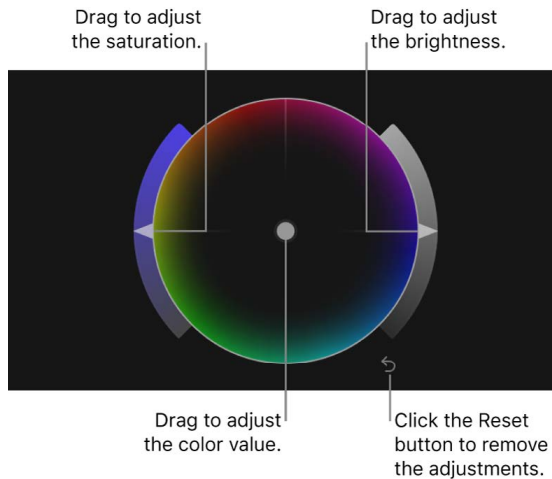 Drag to adjust
the saturation.
Drag to adjust
the brightness.
Drag to adjust
the color value.
Click the Reset
button to remove
the adjustments.